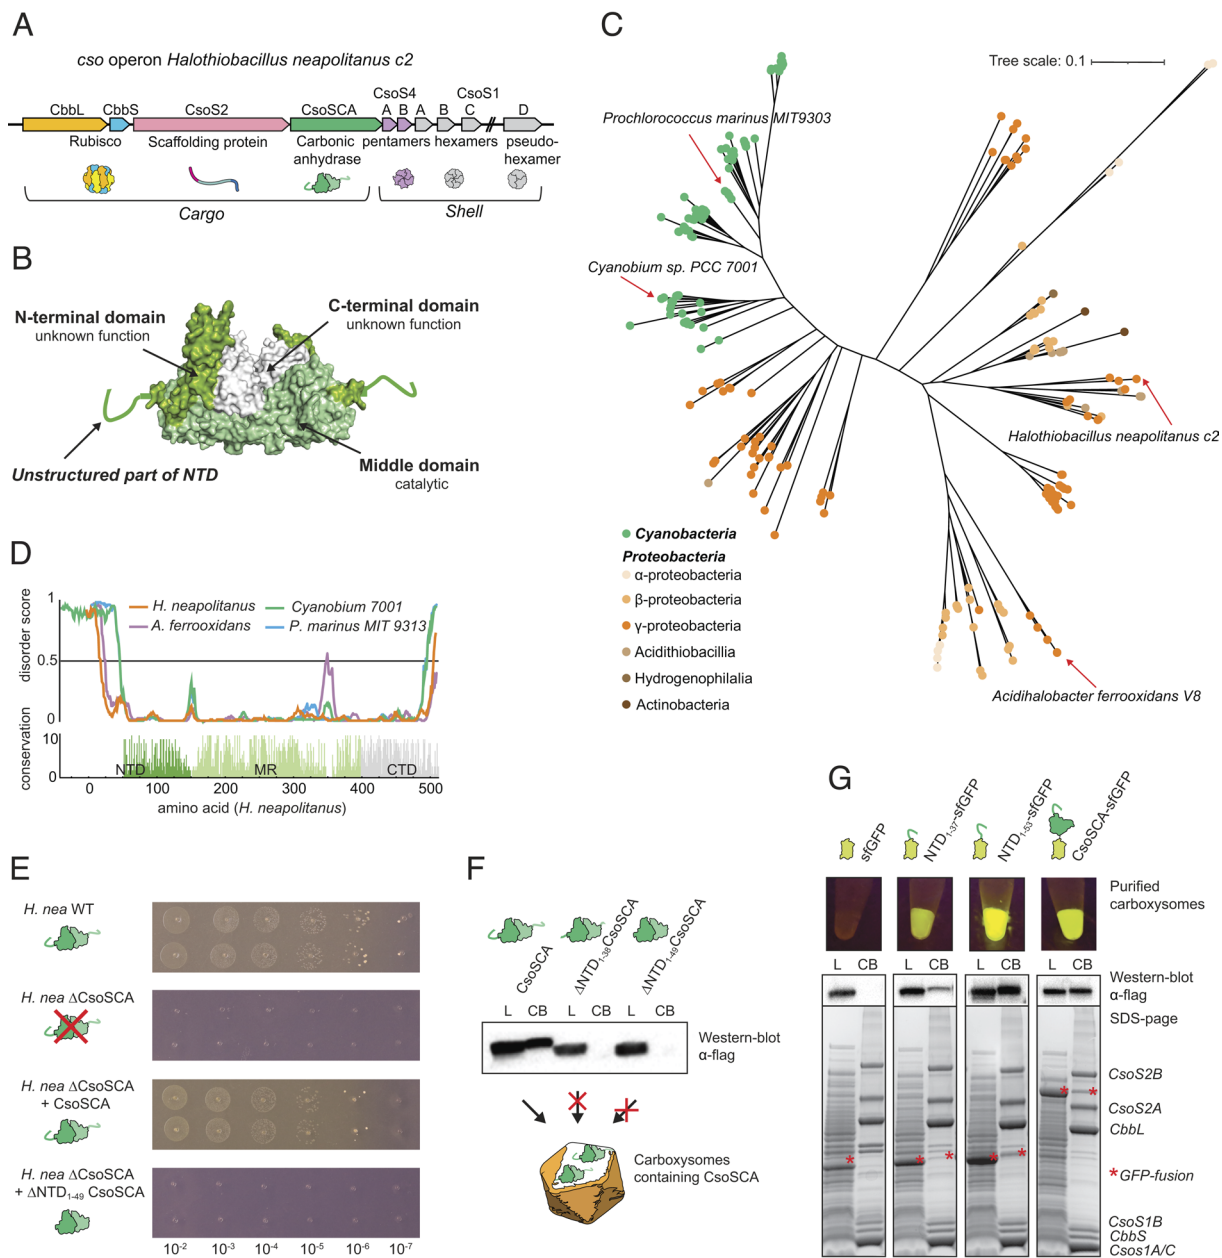 A
cso operon Halothiobacillus neapolitanus c2
CbbL CbbS CsoS2 CsoSCA CsoS4 CsoS1
A B A B C D
Rubisco Scaffolding protein Carbonic anhydrase pentamers hexamers pseudo-hexamer
Cargo Shell
B
N-terminal domain
unknown function
C-terminal domain
unknown function
Unstructured part of NTD
Middle domain
catalytic
C
Tree scale: 0.1
Prochlorococcus marinus MIT9303
Cyanobium sp. PCC 7001
Halothiobacillus neapolitanus c2
Acidihalobacter ferrooxidans V8
Cyanobacteria
Proteobacteria
α-proteobacteria
β-proteobacteria
γ-proteobacteria
Acidithiobacillia
Hydrogenophilalia
Actinobacteria
D
disorder score
1
0.5
0
H. neapolitanus
Cyanobium 7001
A. ferrooxidans
P. marinus MIT 9313
conservation
10
0
NTD MR CTD
0 100 200 300 400 500
amino acid (H. neapolitanus)
E
H. nea WT
H. nea ΔCsoSCA
H. nea ΔCsoSCA
+ CsoSCA
H. nea ΔCsoSCA
+ ΔNTD1-49 CsoSCA
10-2 10-3 10-4 10-5 10-6 10-7
F
CsoSCA
ΔNTD1-38CsoSCA
ΔNTD1-49CsoSCA
L CB L CB L CB
Western-blot
α-flag
Carboxysomes
containing CsoSCA
G
sfGFP
NTD1-37-sfGFP
NTD1-53-sfGFP
CsoSCA-sfGFP
Purified
carboxysomes
L CB L CB L CB L CB
Western-blot
α-flag
SDS-page
CsoS2B
CsoS2A
CbbL
*GFP-fusion
CsoS1B
CbbS
Csos1A/C